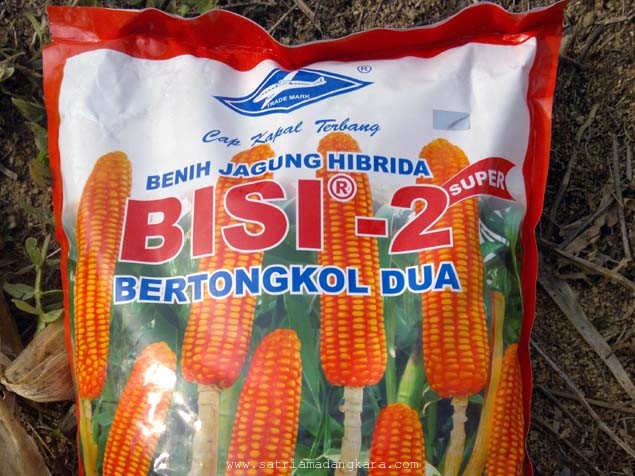 TRADE MARK
®
Cap Kapal Terbang
BENIH JAGUNG HIBRIDA
BISI®-2 SUPER
BERTONGKOL DUA
www.satriamadangkara.com